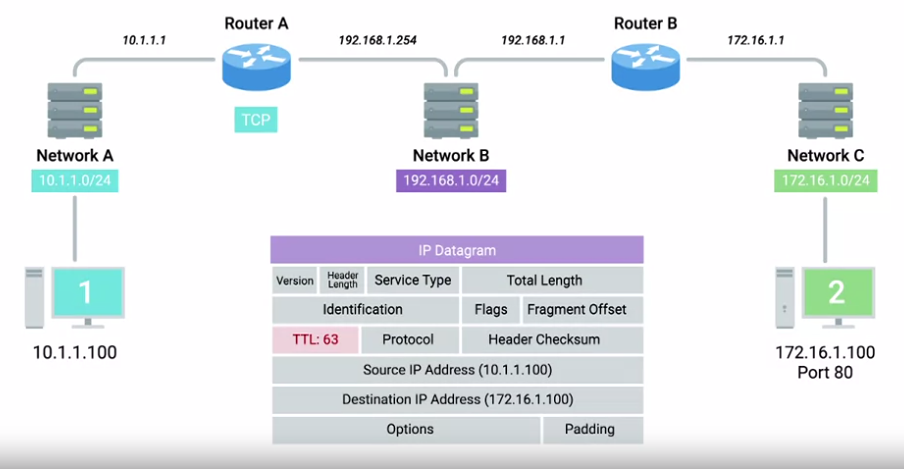 Router A
Router B
10.1.1.1
192.168.1.254
192.168.1.1
172.16.1.1
TCP
Network A
Network B
Network C
10.1.1.0/24
192.168.1.0/24
172.16.1.0/24
IP Datagram
Version
Header
Length
Service Type
Total Length
Identification
Flags
Fragment Offset
TTL: 63
Protocol
Header Checksum
Source IP Address (10.1.1.100)
Destination IP Address (172.16.1.100)
Options
Padding
1
10.1.1.100
2
172.16.1.100
Port 80